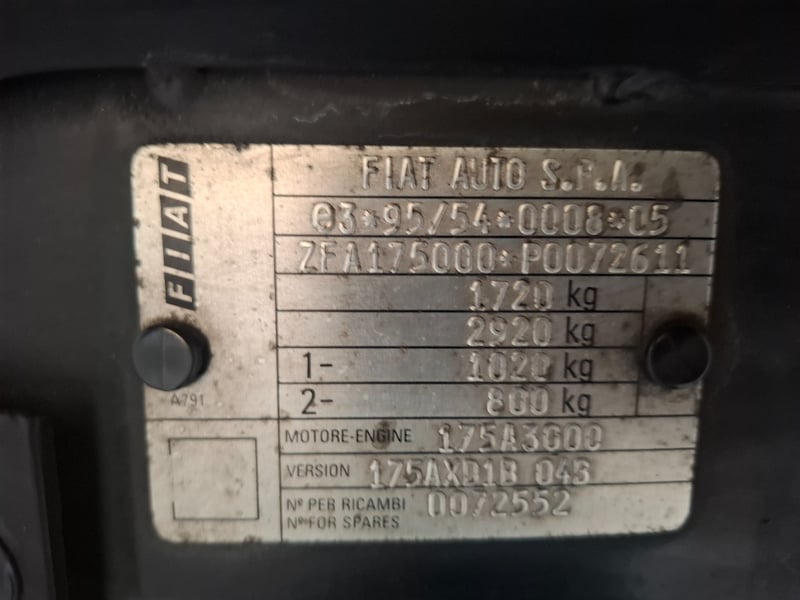 FIAT
FIAT AUTO S.P.A.
e3*95/54*0008*05
ZFA175000*P0072611
1720 kg
2920 kg
1- 1020 kg
2- 800 kg
A791
MOTORE-ENGINE 175A3000
VERSION 175AXD1B 04S
Nº PER RICAMBI 0072552
Nº FOR SPARES